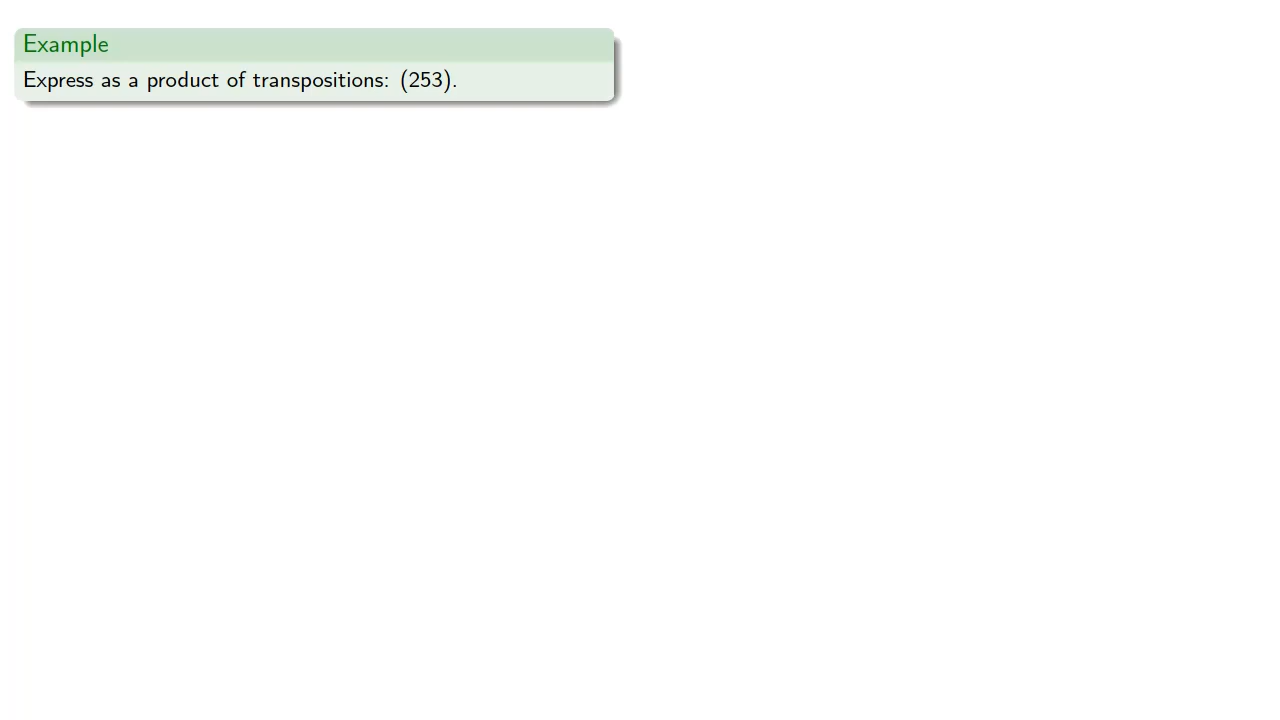 Example
Express as a product of transpositions: (253).